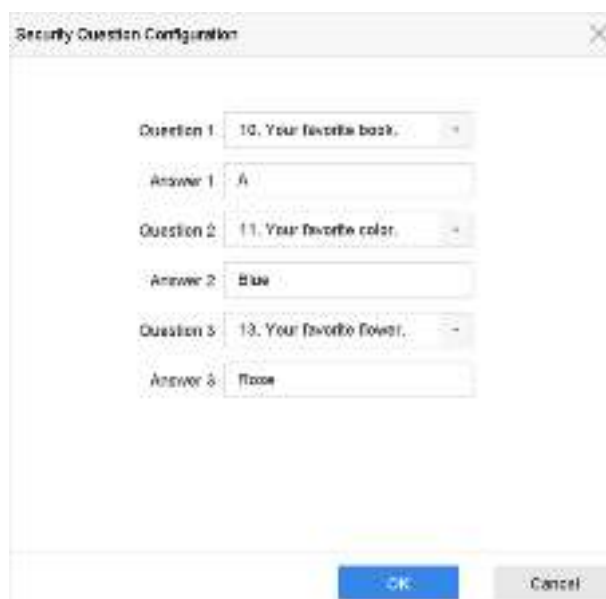 Security Question Configuration
Question 1 10. Your favorite book.
Answer 1 A
Question 2 11. Your favorite color.
Answer 2 Blue
Question 3 13. Your favorite flower.
Answer 3 Rose
OK Cancel